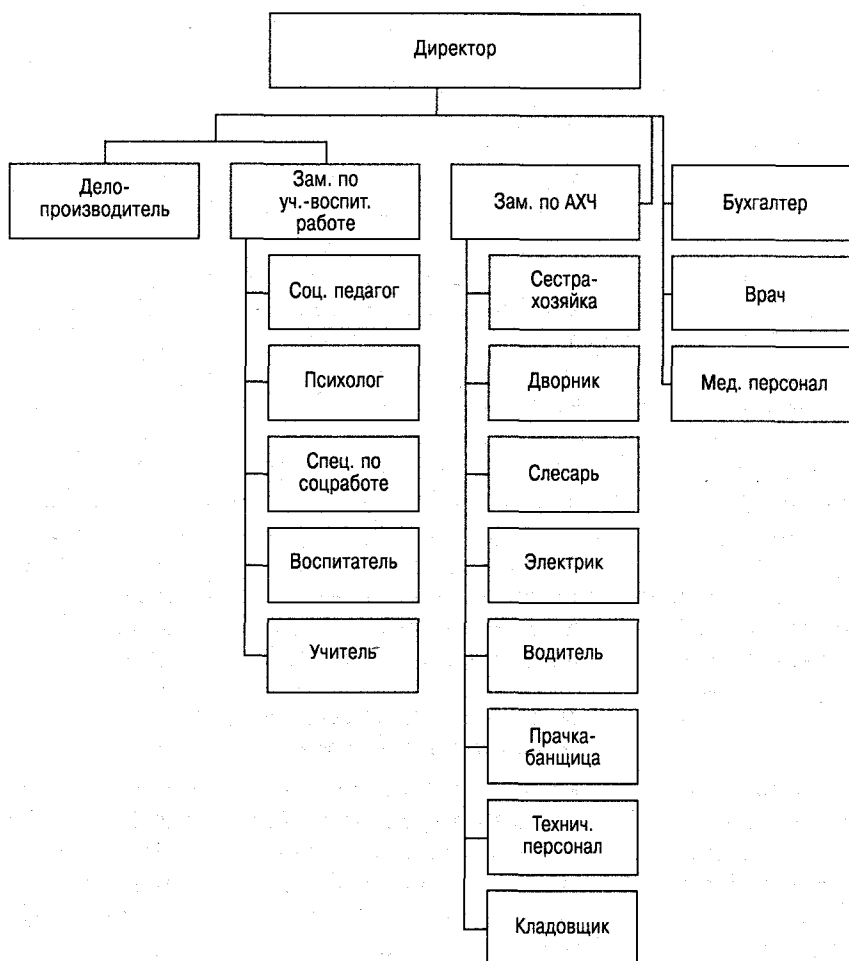 Директор
Дело-
производитель
Зам. по
уч.-воспит.
работе
Соц. педагог
Психолог
Спец. по
соцработе
Воспитатель
Учитель
Зам. по АХЧ
Сестра-
хозяйка
Дворник
Слесарь
Электрик
Водитель
Прачка-
банщица
Технич.
персонал
Кладовщик
Бухгалтер
Врач
Мед. персонал